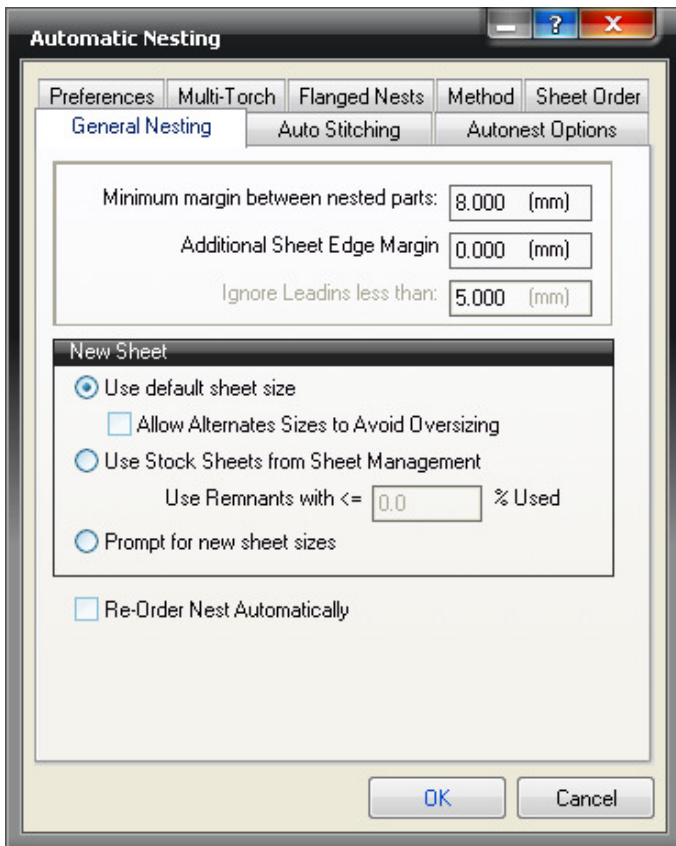 Automatic Nesting
Preferences Multi-Torch Flanged Nests Method Sheet Order
General Nesting Auto Stitching Autonest Options
Minimum margin between nested parts: 8.000 (mm)
Additional Sheet Edge Margin 0.000 (mm)
Ignore Leadins less than: 5.000 (mm)
New Sheet
Use default sheet size
Allow Alternates Sizes to Avoid Oversizing
Use Stock Sheets from Sheet Management
Use Remnants with <= 0.0 % Used
Prompt for new sheet sizes
Re-Order Nest Automatically
OK Cancel